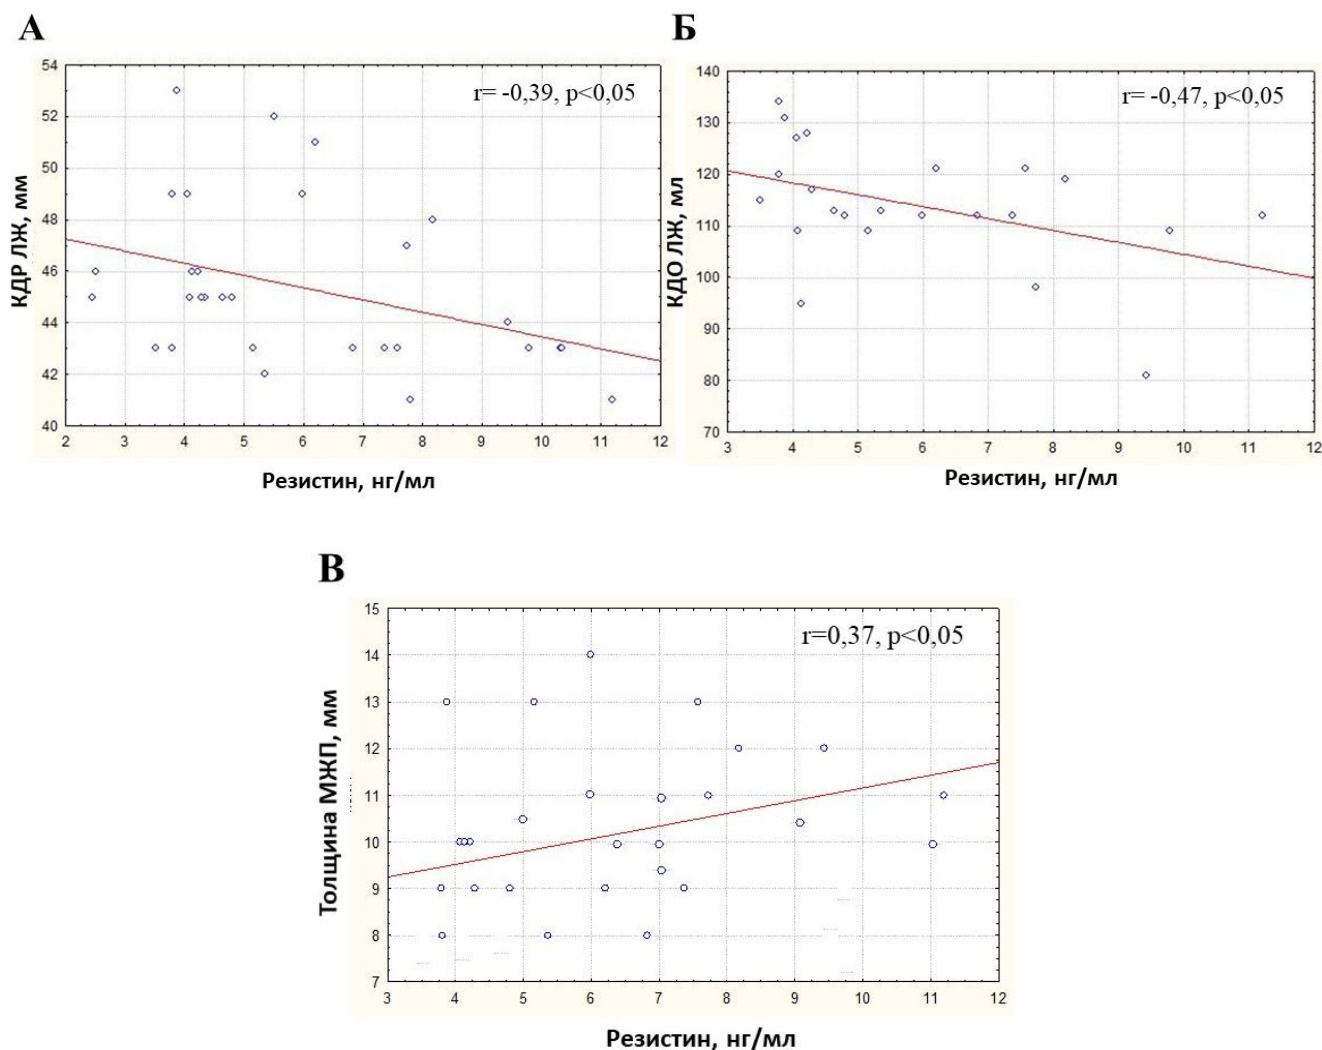 А
54
52
50
48
46
44
42
40
КДР ЛЖ, мм
r= -0,39, p<0,05
2 3 4 5 6 7 8 9 10 11 12
Резистин, нг/мл
Б
140
130
120
110
100
90
80
70
КДО ЛЖ, мл
r= -0,47, p<0,05
3 4 5 6 7 8 9 10 11 12
Резистин, нг/мл
В
15
14
13
12
11
10
9
8
7
Толщина МЖП, мм
r=0,37, p<0,05
3 4 5 6 7 8 9 10 11 12
Резистин, нг/мл